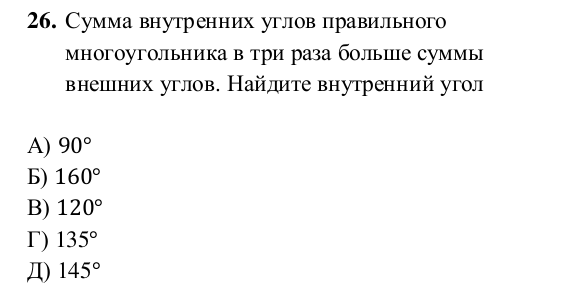 26. Сумма внутренних углов правильного
многоугольника в три раза больше суммы
внешних углов. Найдите внутренний угол
А) 90°
Б) 160°
В) 120°
Г) 135°
Д) 145°